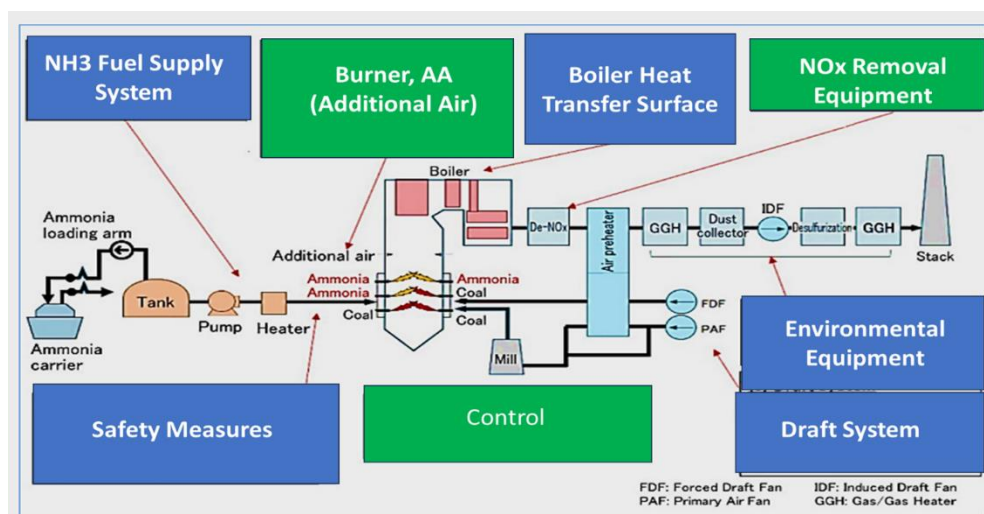 NH3 Fuel Supply
System
Burner, AA
(Additional Air)
Boiler Heat
Transfer Surface
NOx Removal
Equipment
Boiler
Ammonia
loading arm
Additional air
De-NOx
Air preheater
GGH
Dust
collector
IDF
Desulfurization
GGH
Stack
Tank
Pump
Heater
Ammonia
Ammonia
Coal
Ammonia
Coal
Coal
Ammonia
carrier
Mill
FDF
PAF
Environmental
Equipment
Safety Measures
Control
Draft System
FDF: Forced Draft Fan
IDF: Induced Draft Fan
PAF: Primary Air Fan
GGH: Gas/Gas Heater